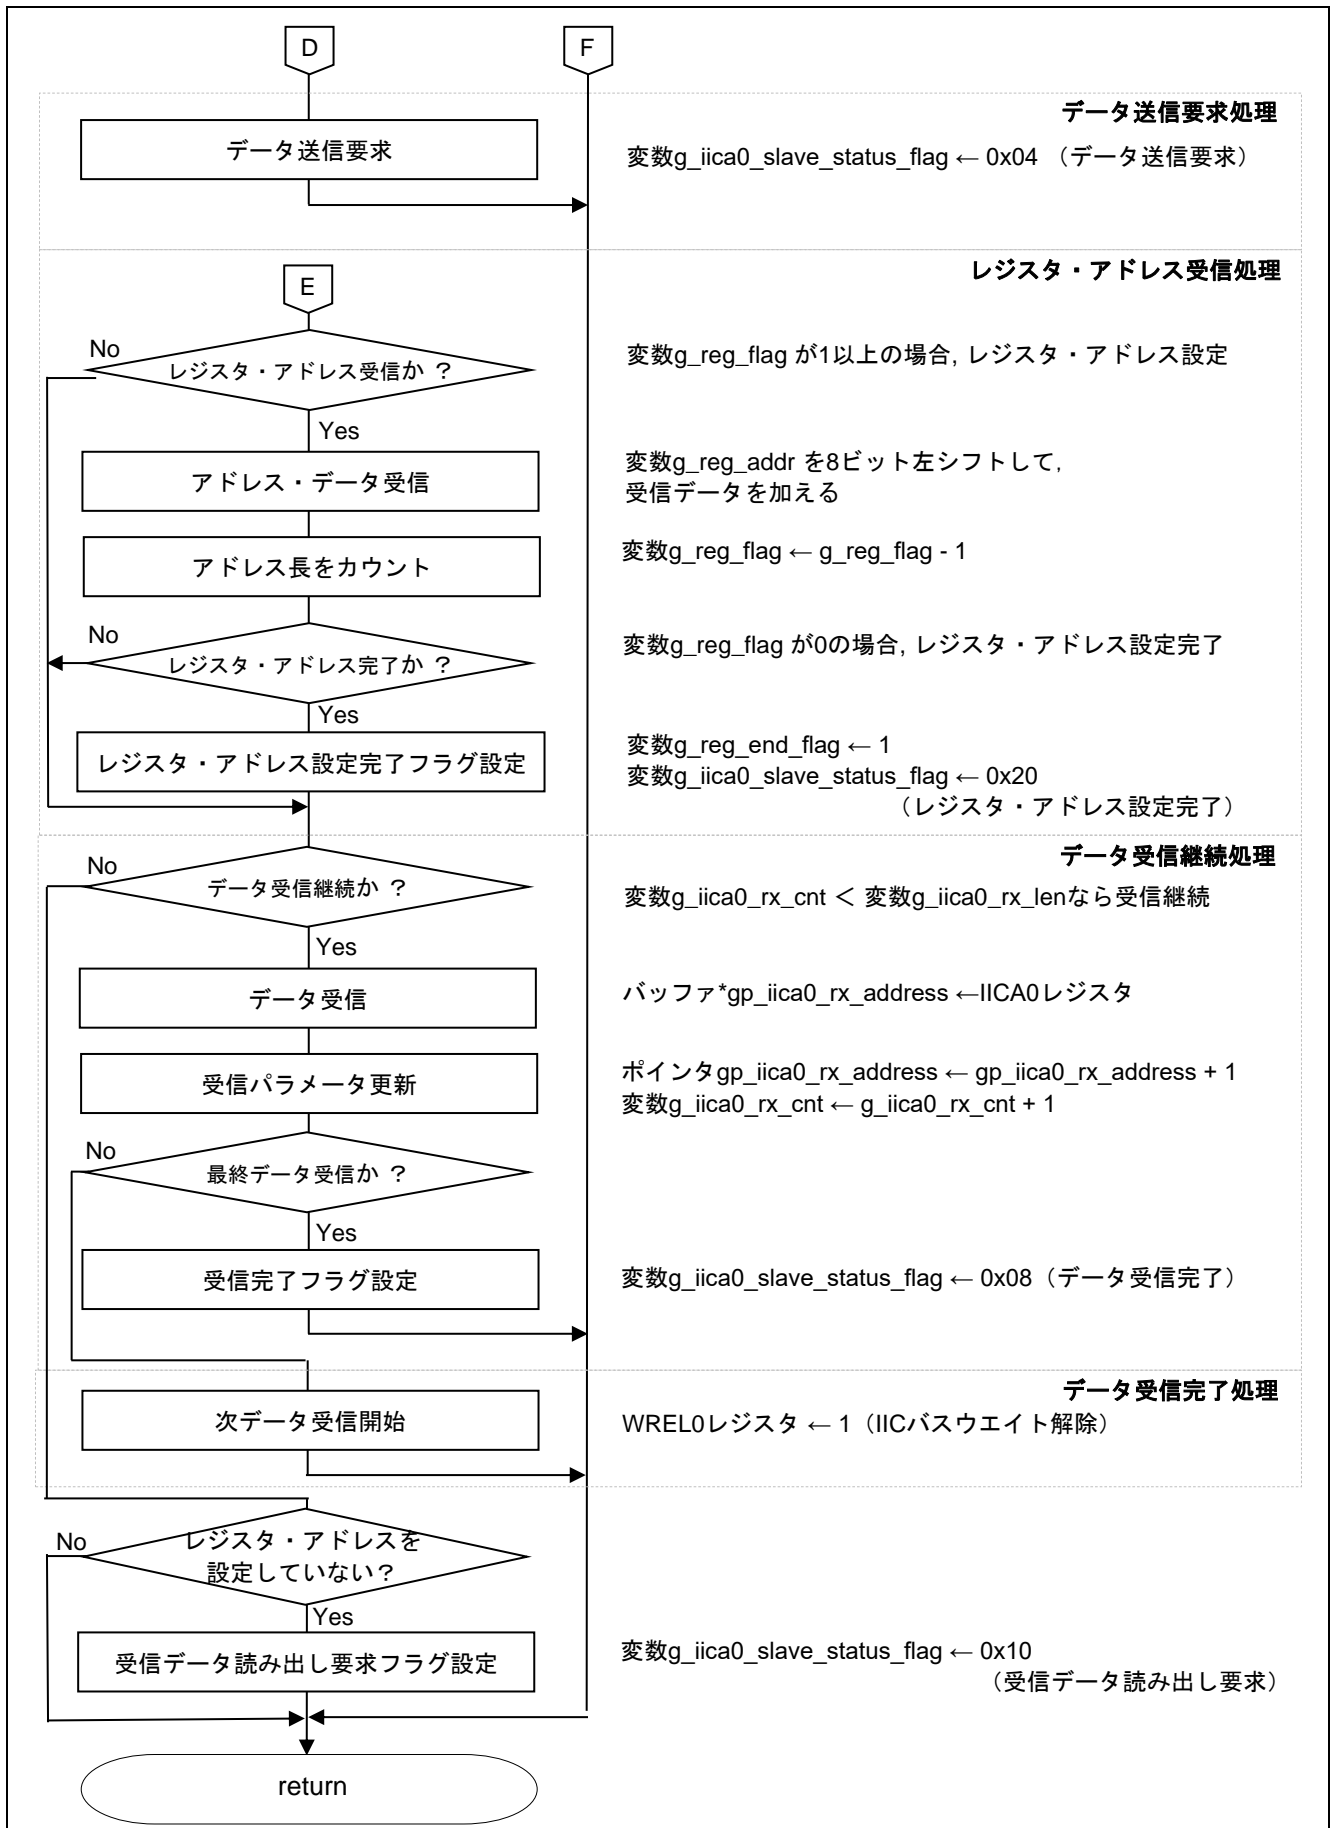 D
F
データ送信要求処理
データ送信要求
変数g_iica0_slave_status_flag ← 0x04 （データ送信要求）
レジスタ・アドレス受信処理
E
No
レジスタ・アドレス受信か ？
変数g_reg_flag が1以上の場合, レジスタ・アドレス設定
Yes
アドレス・データ受信
変数g_reg_addr を8ビット左シフトして,
受信データを加える
アドレス長をカウント
変数g_reg_flag ← g_reg_flag - 1
No
レジスタ・アドレス完了か ？
変数g_reg_flag が0の場合, レジスタ・アドレス設定完了
Yes
レジスタ・アドレス設定完了フラグ設定
変数g_reg_end_flag ← 1
変数g_iica0_slave_status_flag ← 0x20
（レジスタ・アドレス設定完了）
データ受信継続処理
No
データ受信継続か ？
変数g_iica0_rx_cnt ＜ 変数g_iica0_rx_lenなら受信継続
Yes
データ受信
バッファ*gp_iica0_rx_address ←IICA0レジスタ
受信パラメータ更新
ポインタgp_iica0_rx_address ← gp_iica0_rx_address + 1
変数g_iica0_rx_cnt ← g_iica0_rx_cnt + 1
No
最終データ受信か ？
Yes
受信完了フラグ設定
変数g_iica0_slave_status_flag ← 0x08（データ受信完了）
データ受信完了処理
次データ受信開始
WREL0レジスタ ← 1（IICバスウエイト解除）
No
レジスタ・アドレスを
設定していない？
Yes
受信データ読み出し要求フラグ設定
変数g_iica0_slave_status_flag ← 0x10
（受信データ読み出し要求）
return